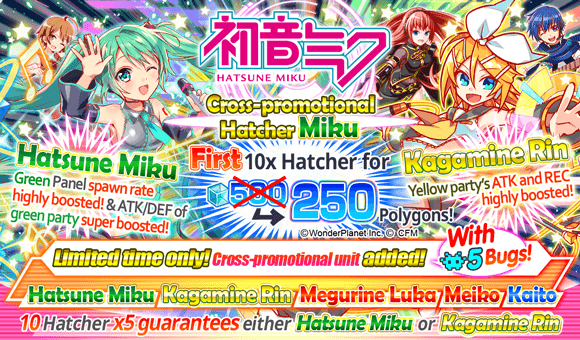 初音ミク
HATSUNE MIKU
Cross-promotional
Hatcher Miku
Hatsune Miku
Green Panel spawn rate
highly boosted! & ATK/DEF of
green party super boosted!
First 10x Hatcher for
500
250
Polygons!
©WonderPlanet Inc. © CFM
Kagamine Rin
Yellow party's ATK and REC
highly boosted!
Limited time only! Cross-promotional unit added!
With
#5 Bugs!
Hatsune Miku Kagamine Rin Megurine Luka Meiko Kaito
10 Hatcher x5 guarantees either Hatsune Miku or Kagamine Rin